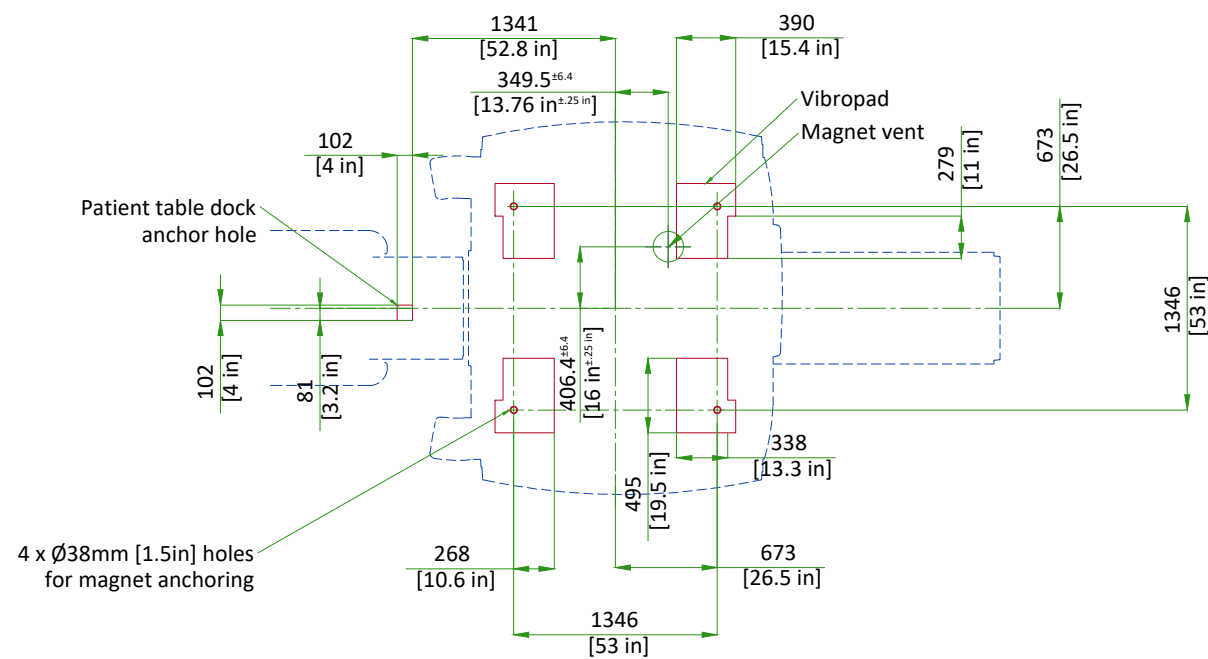 1341
[52.8 in]
390
[15.4 in]
349.5±6.4
[13.76 in±.25 in]
Vibropad
Magnet vent
102
[4 in]
279
[11 in]
673
[26.5 in]
Patient table dock
anchor hole
1346
[53 in]
102
[4 in]
81
[3.2 in]
406.4±6.4
[16 in±.25 in]
338
[13.3 in]
495
[19.5 in]
4 x Ø38mm [1.5in] holes
for magnet anchoring
268
[10.6 in]
673
[26.5 in]
1346
[53 in]